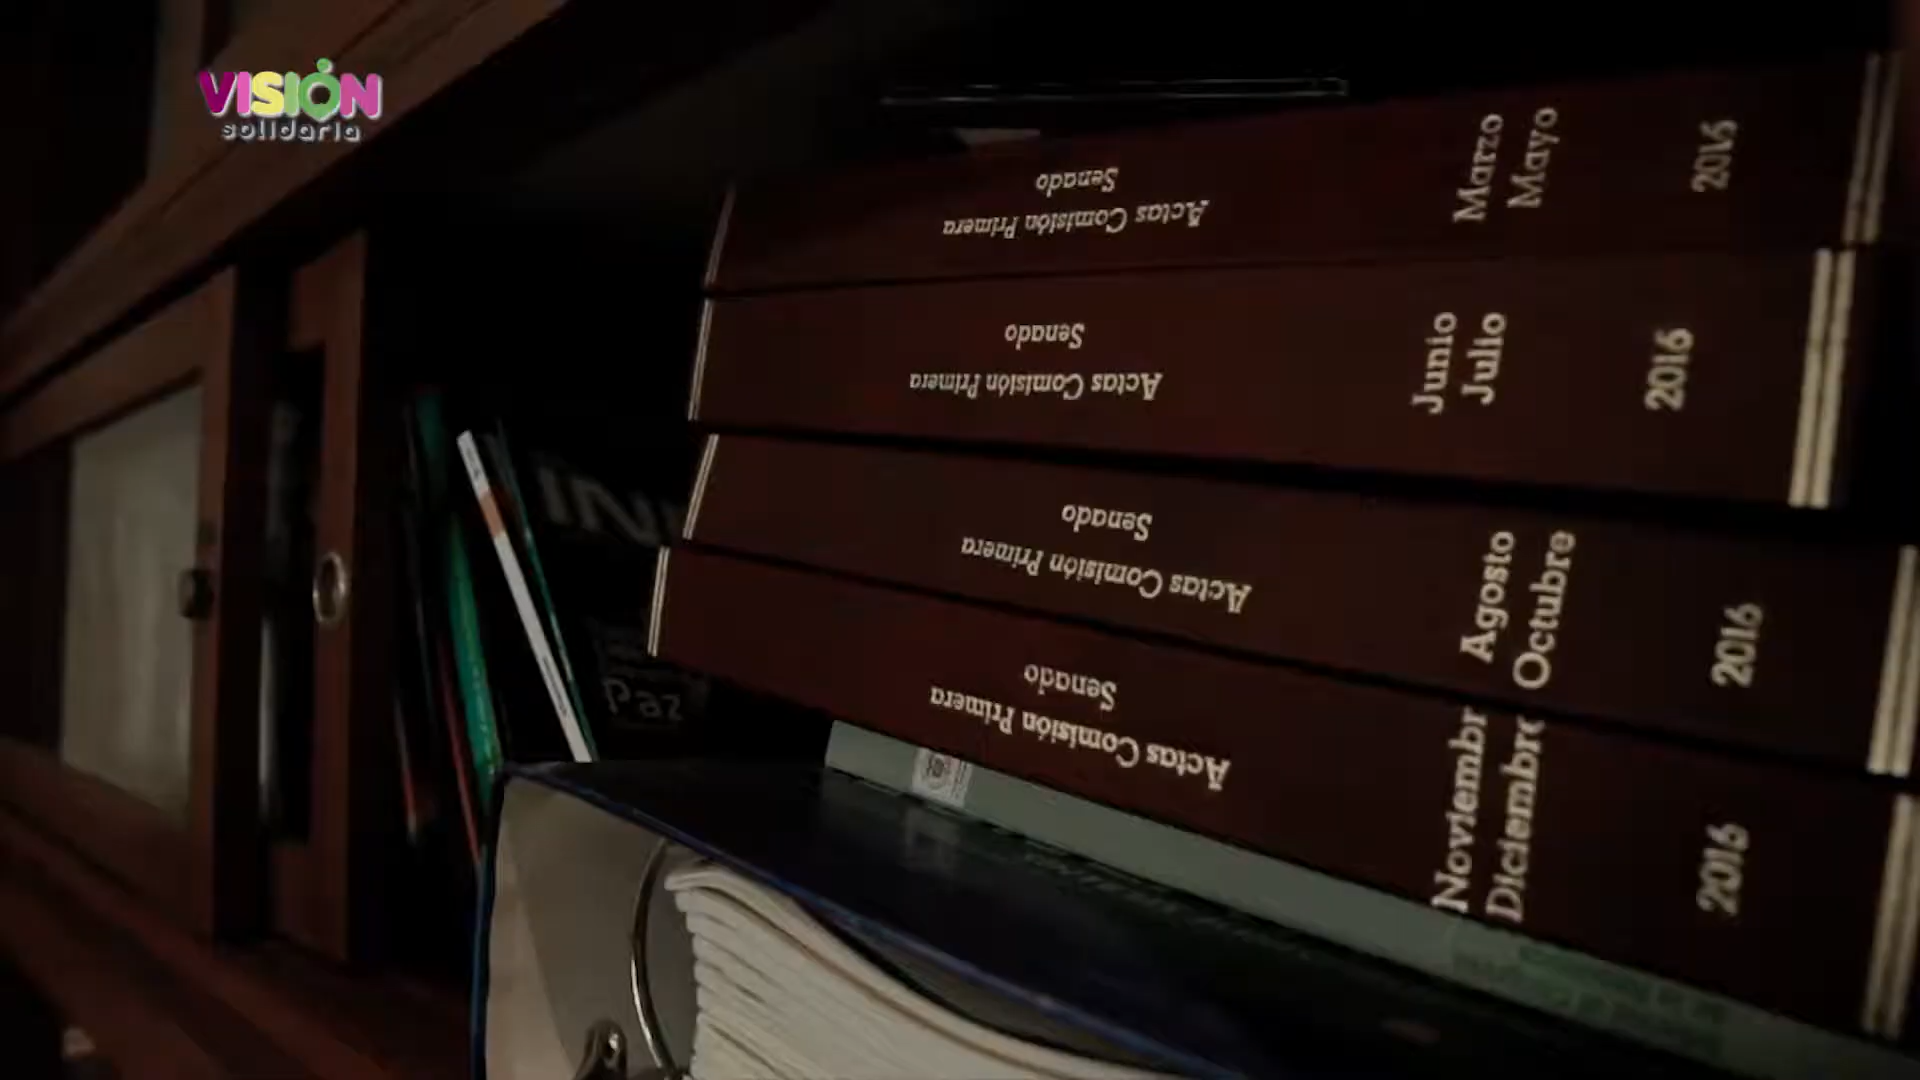 VISIÓN
solidaria
Actas Comisión Primera
Senado
Marzo
Mayo
2016
Actas Comisión Primera
Senado
Junio
Julio
2016
Actas Comisión Primera
Senado
Agosto
Octubre
2016
Actas Comisión Primera
Senado
Noviembr
Diciembre
2016
Paz